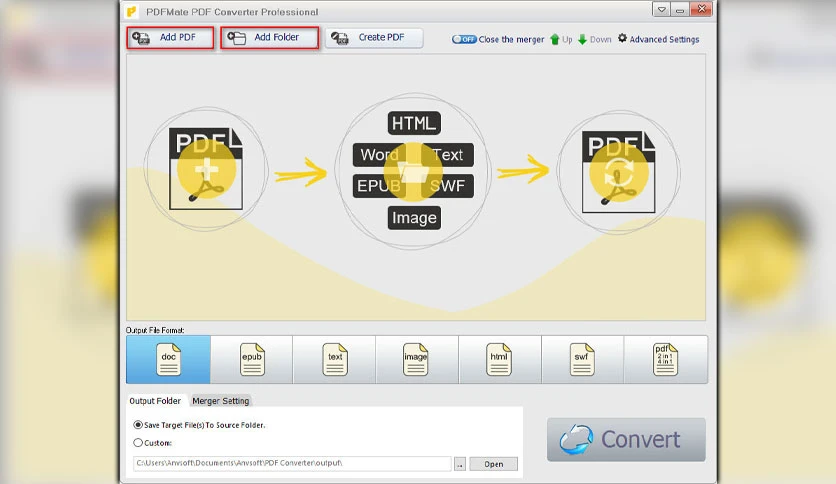 PDFMate PDF Converter Professional
Add PDF Add Folder Create PDF OFF Close the merger Up Down Advanced Settings
PDF
HTML
Word Text
EPUB SWF
Image
PDF
Output File Format:
doc epub text image html swf pdf
2 in 1
4 in 1
Output Folder Merger Setting
Save Target File(s) To Source Folder.
Custom:
C:\Users\Anvsoft\Documents\Anvsoft\PDF Converter\output\ ... Open
Convert